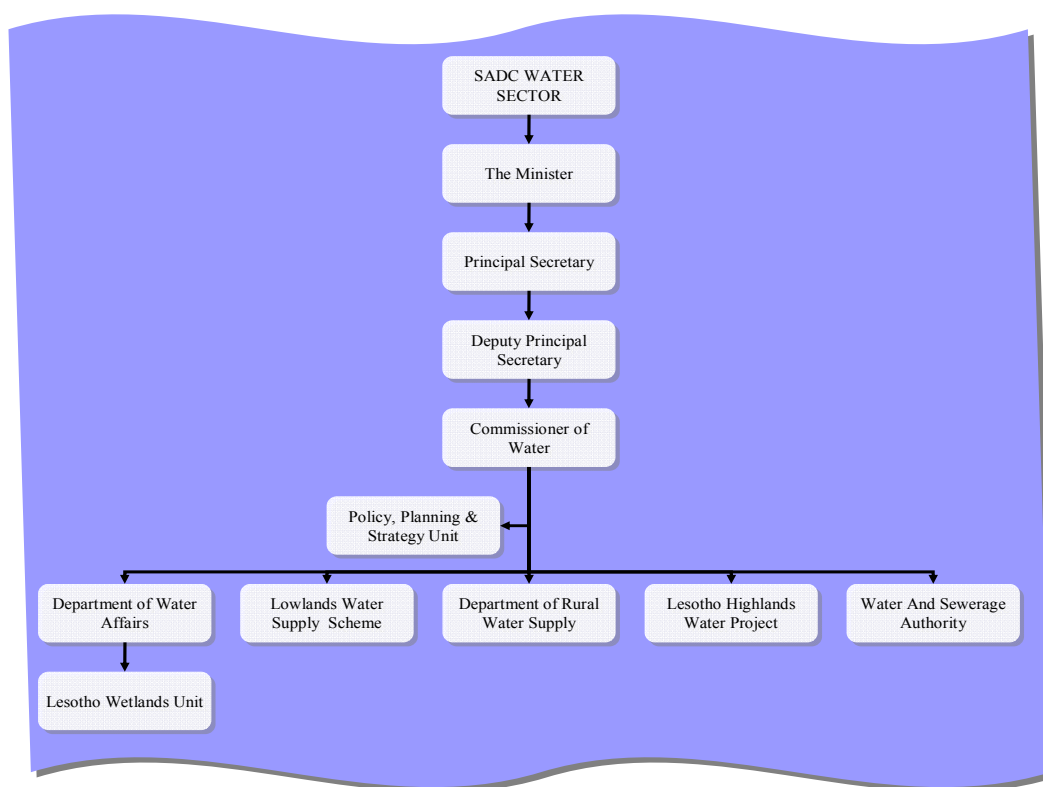 SADC WATER
SECTOR
The Minister
Principal Secretary
Deputy Principal
Secretary
Commissioner of
Water
Policy, Planning &
Strategy Unit
Department of Water
Affairs
Lowlands Water
Supply Scheme
Department of Rural
Water Supply
Lesotho Highlands
Water Project
Water And Sewerage
Authority
Lesotho Wetlands Unit